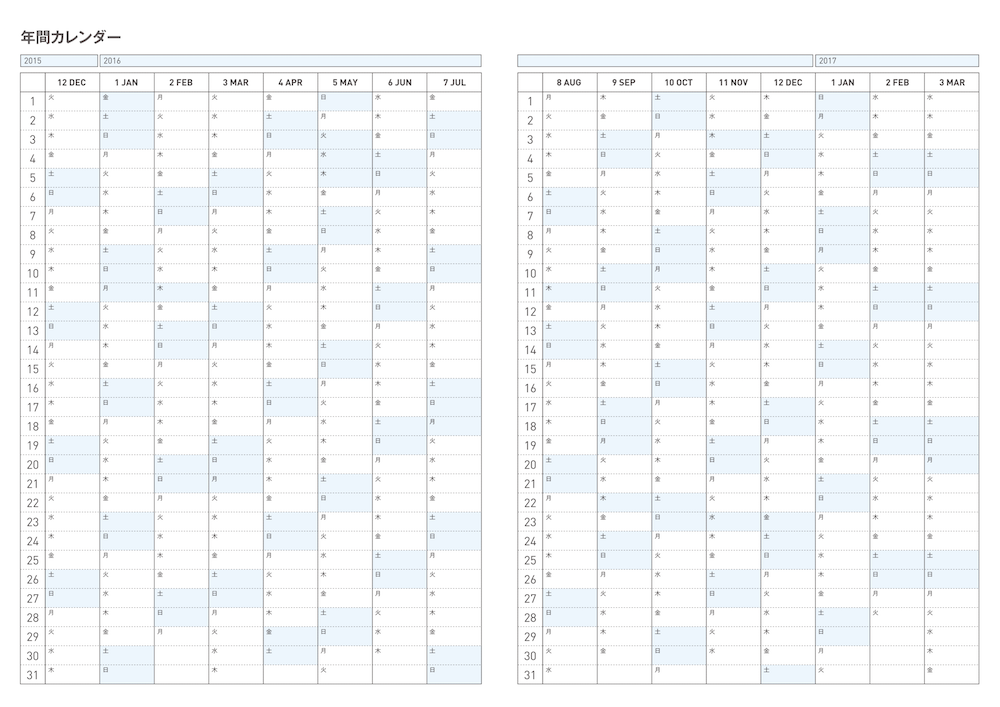 年間カレンダー
2015 2016
12 DEC 1 JAN 2 FEB 3 MAR 4 APR 5 MAY 6 JUN 7 JUL
1 火 金 月 火 金 日 水 金
2 水 土 火 水 土 月 木 土
3 木 日 水 木 日 火 金 日
4 金 月 木 金 月 水 土 月
5 土 火 金 土 火 木 日 火
6 日 水 土 日 水 金 月 水
7 月 木 日 月 木 土 火 木
8 火 金 月 火 金 日 水 金
9 水 土 火 水 土 月 木 土
10 木 日 水 木 日 火 金 日
11 金 月 木 金 月 水 土 月
12 土 火 金 土 火 木 日 火
13 日 水 土 日 水 金 月 水
14 月 木 日 月 木 土 火 木
15 火 金 月 火 金 日 水 金
16 水 土 火 水 土 月 木 土
17 木 日 水 木 日 火 金 日
18 金 月 木 金 月 水 土 月
19 土 火 金 土 火 木 日 火
20 日 水 土 日 水 金 月 水
21 月 木 日 月 木 土 火 木
22 火 金 月 火 金 日 水 金
23 水 土 火 水 土 月 木 土
24 木 日 水 木 日 火 金 日
25 金 月 木 金 月 水 土 月
26 土 火 金 土 火 木 日 火
27 日 水 土 日 水 金 月 水
28 月 木 日 月 木 土 火 木
29 火 金 月 火 金 日 水 金
30 水 土 水 土 月 木 土
31 木 日 木 火 日
2017
8 AUG 9 SEP 10 OCT 11 NOV 12 DEC 1 JAN 2 FEB 3 MAR
1 月 木 土 火 木 日 水 水
2 火 金 日 水 金 月 木 木
3 水 土 月 木 土 火 金 金
4 木 日 火 金 日 水 土 土
5 金 月 水 土 月 木 日 日
6 土 火 木 日 火 金 月 月
7 日 水 金 月 水 土 火 火
8 月 木 土 火 木 日 水 水
9 火 金 日 水 金 月 木 木
10 水 土 月 木 土 火 金 金
11 木 日 火 金 日 水 土 土
12 金 月 水 土 月 木 日 日
13 土 火 木 日 火 金 月 月
14 日 水 金 月 水 土 火 火
15 月 木 土 火 木 日 水 水
16 火 金 日 水 金 月 木 木
17 水 土 月 木 土 火 金 金
18 木 日 火 金 日 水 土 土
19 金 月 水 土 月 木 日 日
20 土 火 木 日 火 金 月 月
21 日 水 金 月 水 土 火 火
22 月 木 土 火 木 日 水 水
23 火 金 日 水 金 月 木 木
24 水 土 月 木 土 火 金 金
25 木 日 火 金 日 水 土 土
26 金 月 水 土 月 木 日 日
27 土 火 木 日 火 金 月 月
28 日 水 金 月 水 土 火 火
29 月 木 土 火 木 日 水
30 火 金 日 水 金 月 木
31 水 月 土 火 金